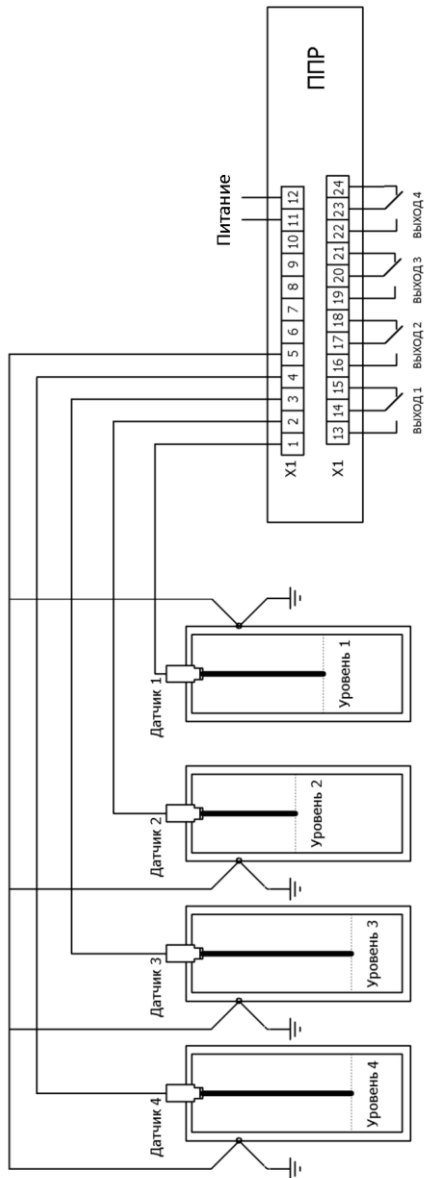 ППР
Питание
12
11
10
9
8
7
6
5
4
3
2
1
X1
24
23
22
21
20
19
18
17
16
15
14
13
X1
ВЫХОД 4
ВЫХОД 3
ВЫХОД 2
ВЫХОД 1
Датчик 1
Уровень 1
Датчик 2
Уровень 2
Датчик 3
Уровень 3
Датчик 4
Уровень 4